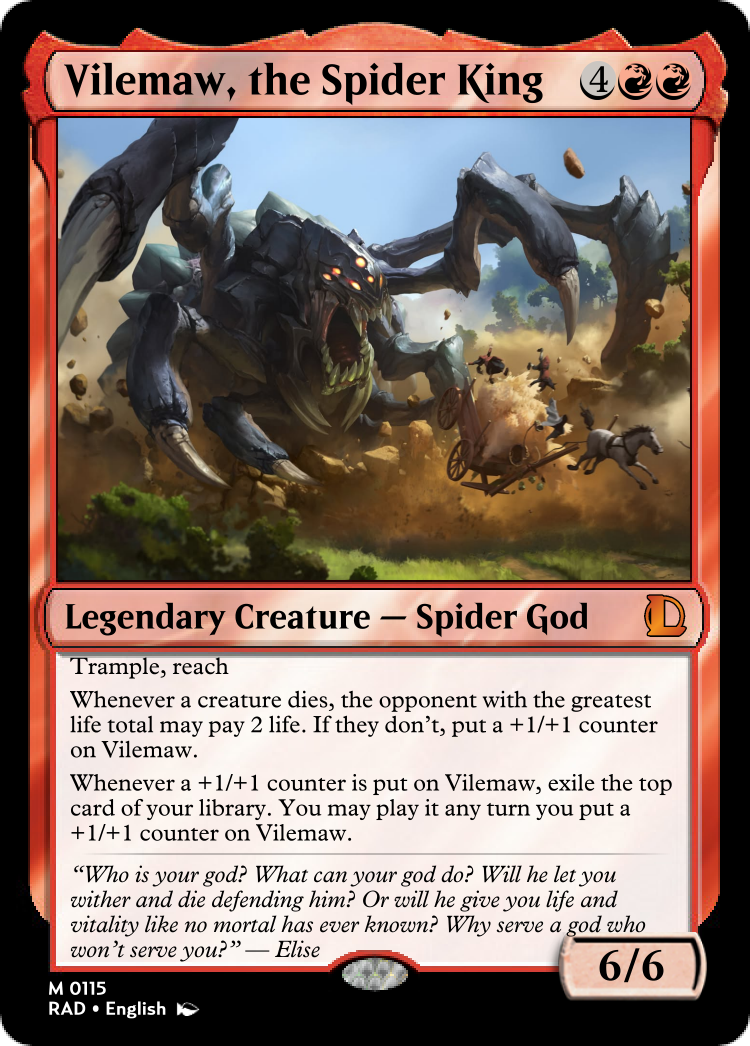 Vilemaw, the Spider King 4
Legendary Creature — Spider God
Trample, reach
Whenever a creature dies, the opponent with the greatest
life total may pay 2 life. If they don't, put a +1/+1 counter
on Vilemaw.
Whenever a +1/+1 counter is put on Vilemaw, exile the top
card of your library. You may play it any turn you put a
+1/+1 counter on Vilemaw.
“Who is your god? What can your god do? Will he let you
wither and die defending him? Or will he give you life and
vitality like no mortal has ever known? Why serve a god who
won't serve you?” — Elise
6/6
M 0115
RAD • English